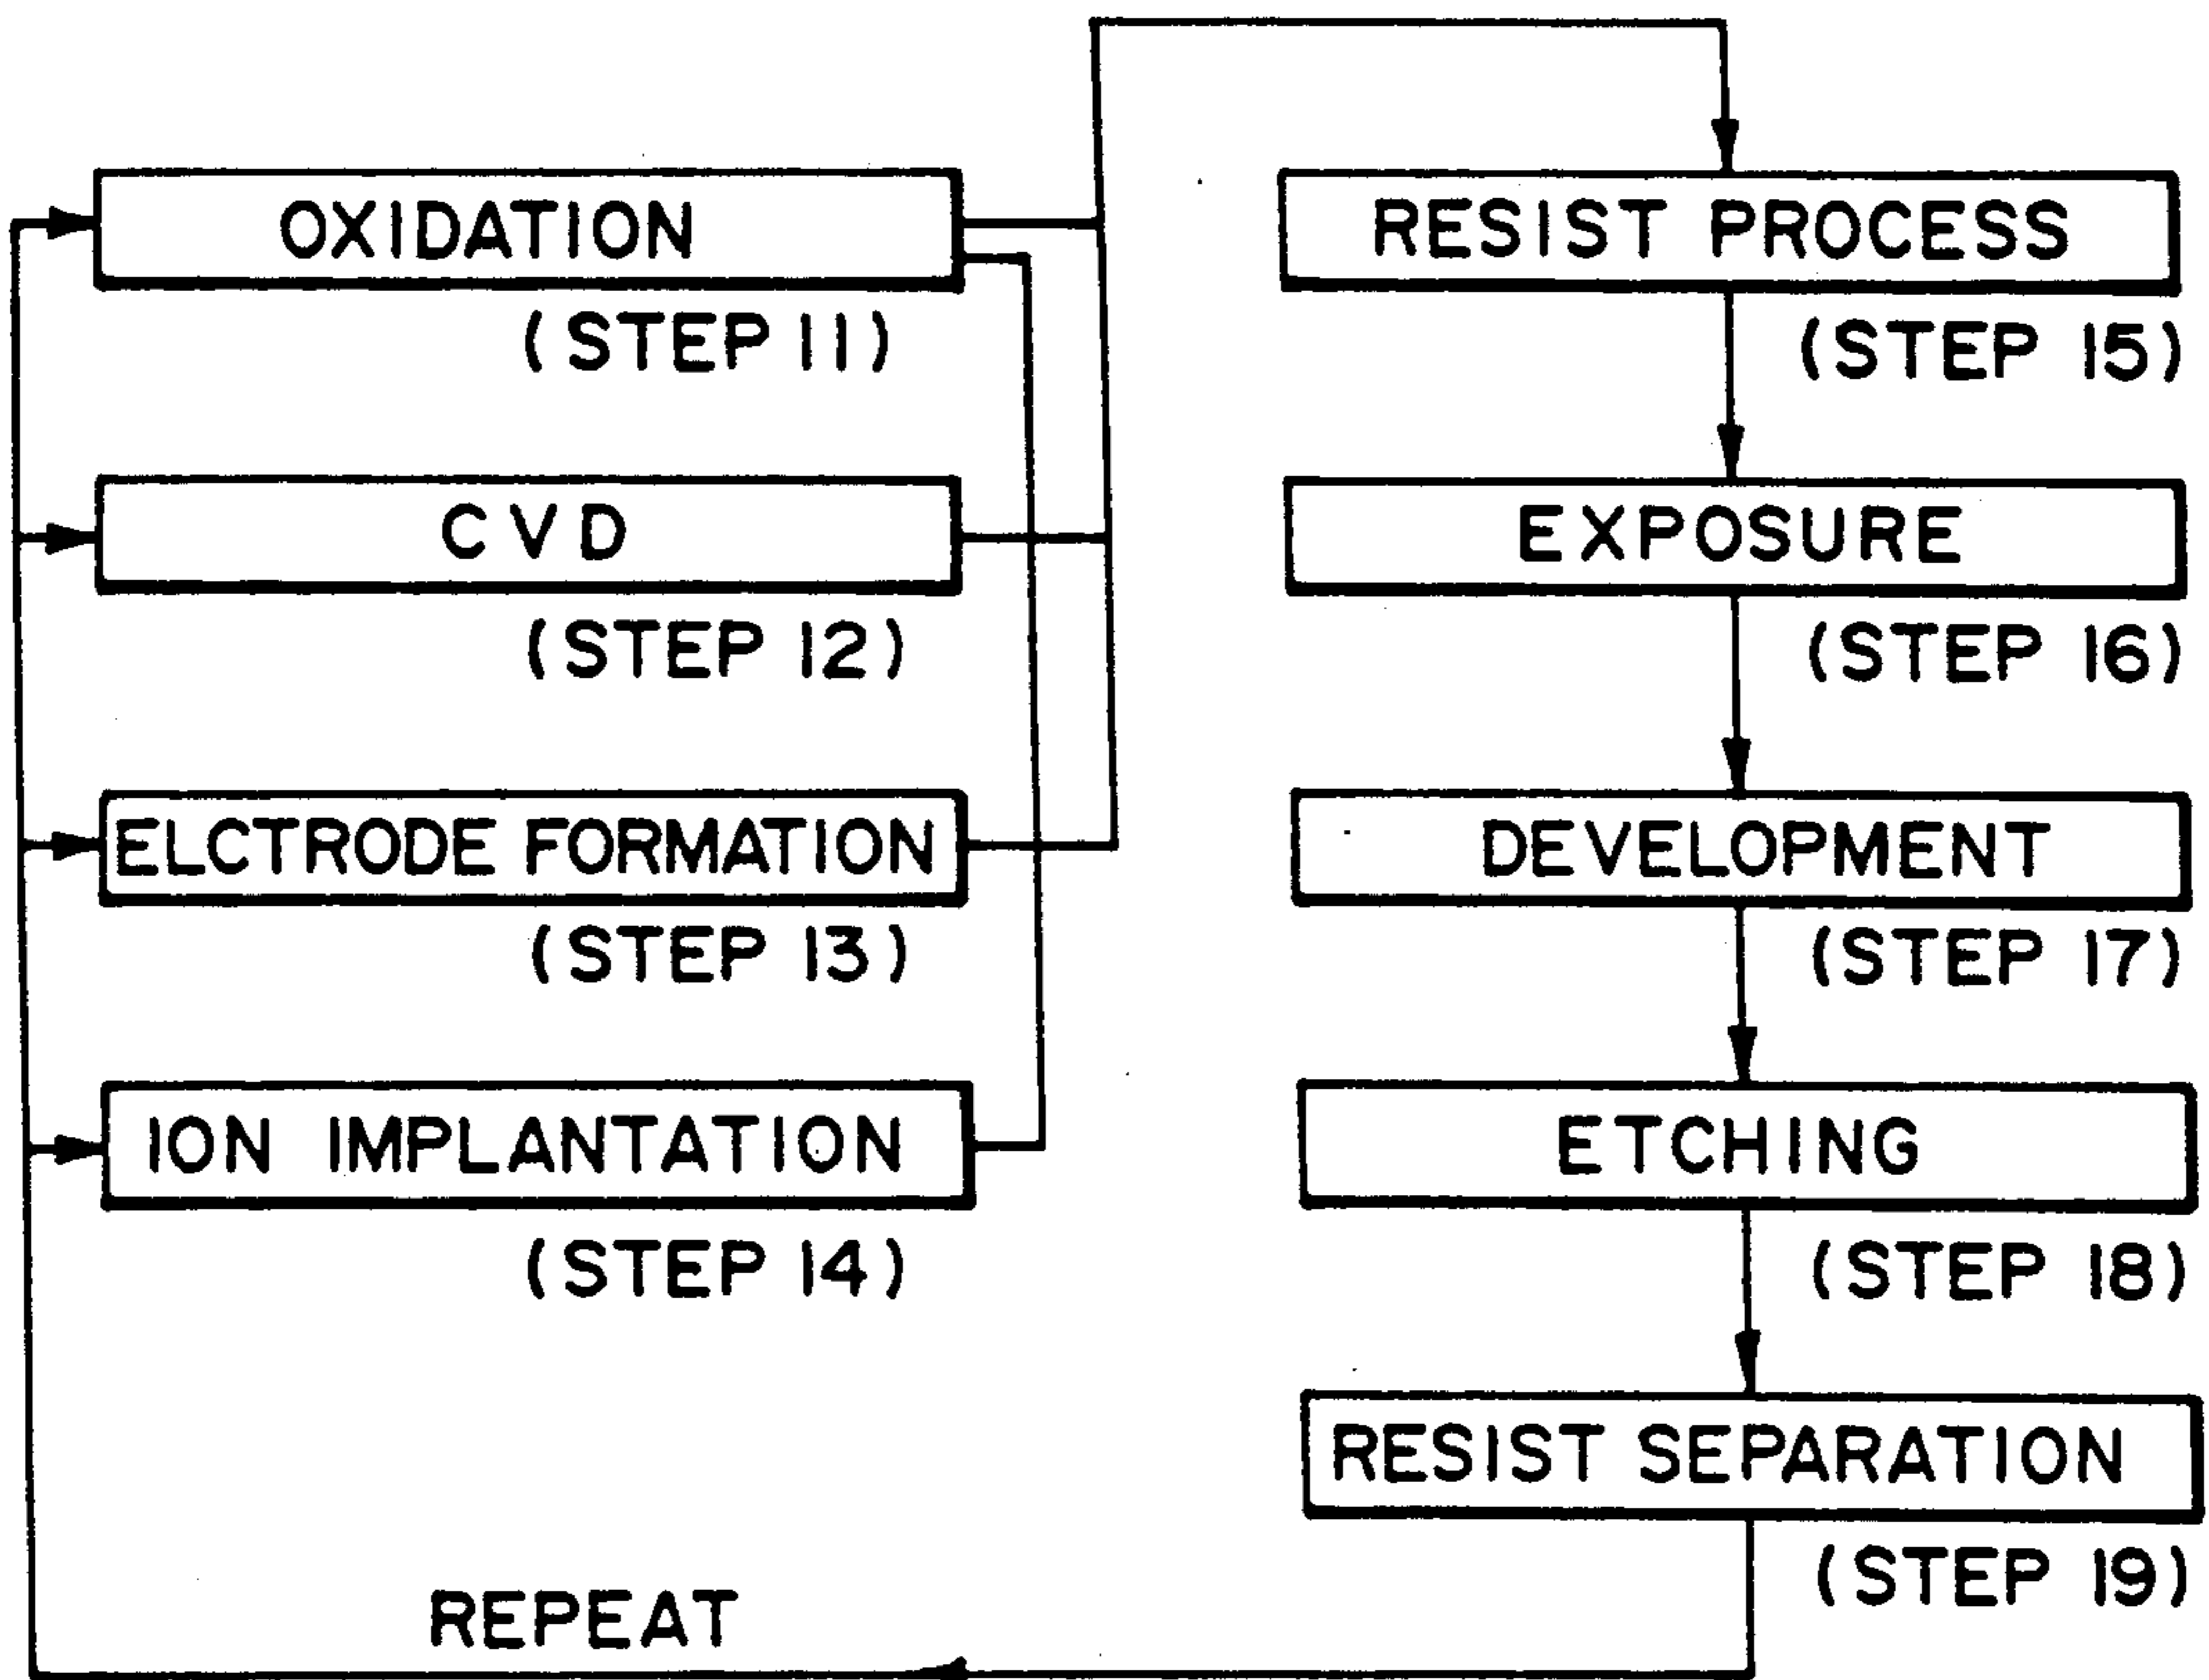 OXIDATION
(STEP 11)
CVD
(STEP 12)
ELCTRODE FORMATION
(STEP 13)
ION IMPLANTATION
(STEP 14)
REPEAT
RESIST PROCESS
(STEP 15)
EXPOSURE
(STEP 16)
DEVELOPMENT
(STEP 17)
ETCHING
(STEP 18)
RESIST SEPARATION
(STEP 19)